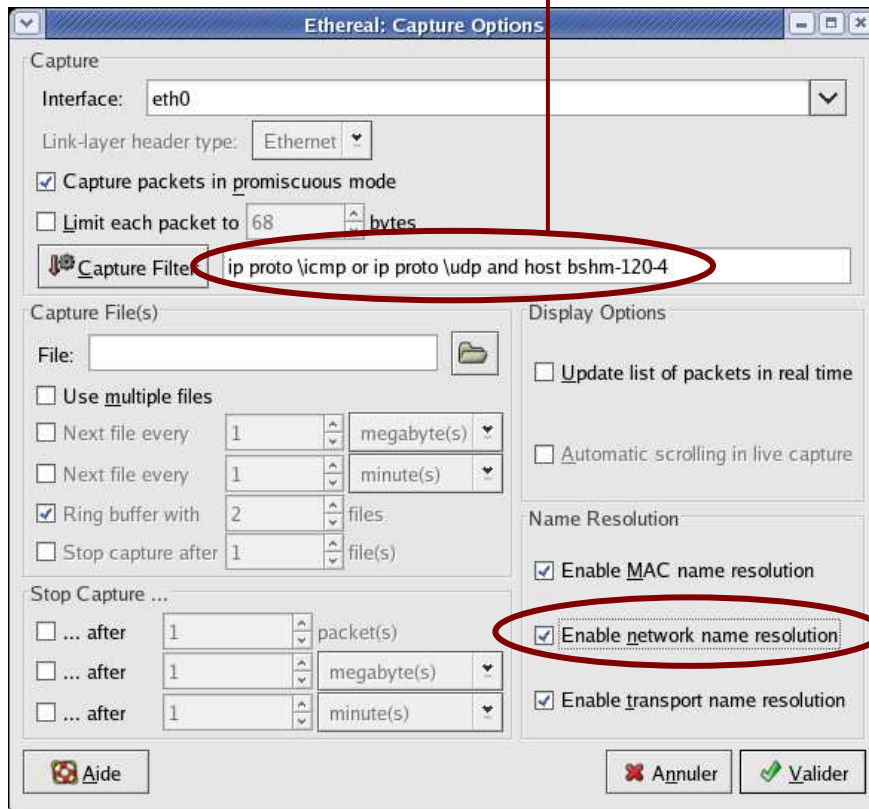 Ethereal: Capture Options
Capture
Interface: eth0
Link-layer header type: Ethernet
Capture packets in promiscuous mode
Limit each packet to 68 bytes
Capture Filter ip proto \icmp or ip proto \udp and host bshm-120-4
Capture File(s)
File:
Use multiple files
Next file every 1 megabyte(s)
Next file every 1 minute(s)
Ring buffer with 2 files
Stop capture after 1 file(s)
Stop Capture ...
... after 1 packet(s)
... after 1 megabyte(s)
... after 1 minute(s)
Display Options
Update list of packets in real time
Automatic scrolling in live capture
Name Resolution
Enable MAC name resolution
Enable network name resolution
Enable transport name resolution
Aide
Annuler
Valider